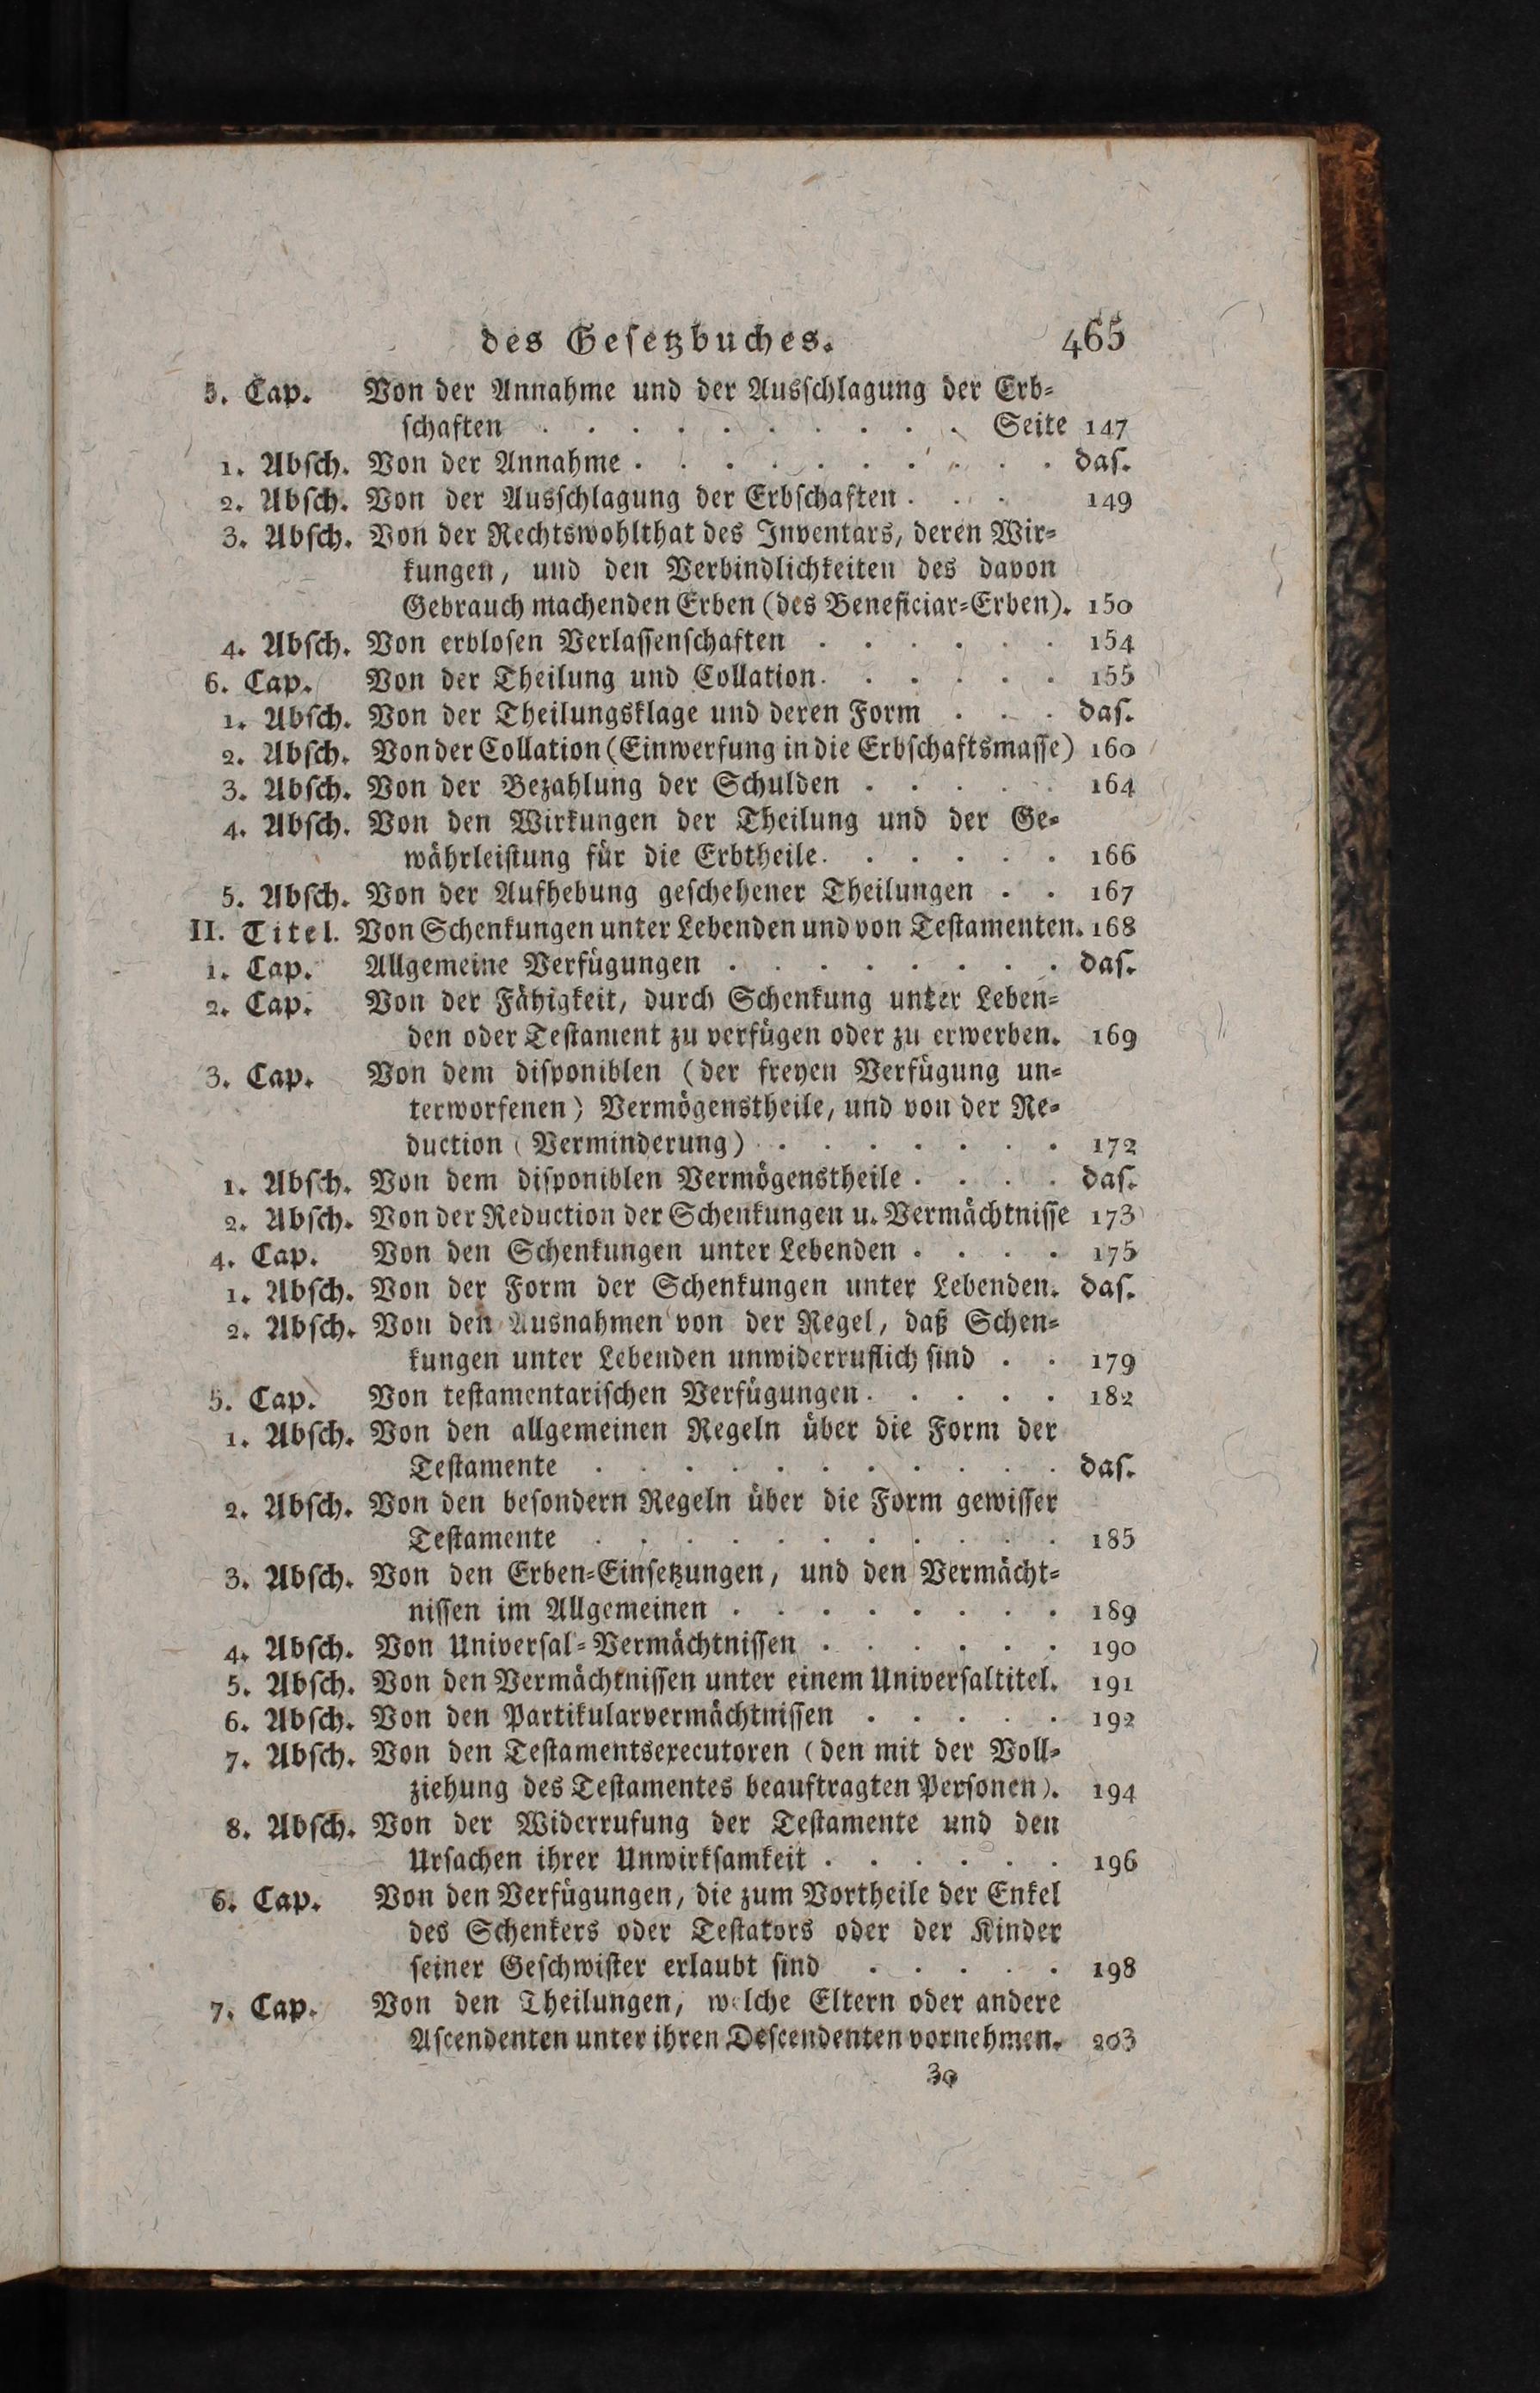 des Geſetzbuches. 465
5. Cap. Von der Annahme und der Ausſchlagung der Erb-
ſchaften . . . . . . . . . . Seite 147
1. Abſch. Von der Annahme . . . . . . . . . . daſ.
2. Abſch. Von der Ausſchlagung der Erbſchaften . . . 149
3. Abſch. Von der Rechtswohlthat des Inventars, deren Wir-
kungen, und den Verbindlichkeiten des davon
Gebrauch machenden Erben (des Beneficiar-Erben). 150
4. Abſch. Von erbloſen Verlaſſenſchaften . . . . . . 154
6. Cap. Von der Theilung und Collation. . . . . . 155
1. Abſch. Von der Theilungsklage und deren Form . . . daſ.
2. Abſch. Von der Collation (Einwerfung in die Erbſchaftsmaſſe) 160
3. Abſch. Von der Bezahlung der Schulden . . . . . 164
4. Abſch. Von den Wirkungen der Theilung und der Ge-
währleiſtung für die Erbtheile. . . . . . 166
5. Abſch. Von der Aufhebung geſchehener Theilungen . . 167
II. Titel. Von Schenkungen unter Lebenden und von Teſtamenten. 168
1. Cap. Allgemeine Verfügungen . . . . . . . . daſ.
2. Cap. Von der Fähigkeit, durch Schenkung unter Leben-
den oder Teſtament zu verfügen oder zu erwerben. 169
3. Cap. Von dem diſponiblen (der freyen Verfügung un-
terworfenen) Vermögenstheile, und von der Re-
duction (Verminderung) . . . . . . . 172
1. Abſch. Von dem diſponiblen Vermögenstheile . . . . daſ.
2. Abſch. Von der Reduction der Schenkungen u. Vermächtniſſe 173
4. Cap. Von den Schenkungen unter Lebenden . . . . 175
1. Abſch. Von der Form der Schenkungen unter Lebenden. daſ.
2. Abſch. Von den Ausnahmen von der Regel, daß Schen-
kungen unter Lebenden unwiderruflich ſind . . 179
5. Cap. Von teſtamentariſchen Verfügungen . . . . . 182
1. Abſch. Von den allgemeinen Regeln über die Form der
Teſtamente . . . . . . . . . . . daſ.
2. Abſch. Von den beſondern Regeln über die Form gewiſſer
Teſtamente . . . . . . . . . . . 185
3. Abſch. Von den Erben-Einſetzungen, und den Vermächt-
niſſen im Allgemeinen . . . . . . . . 189
4. Abſch. Von Univerſal-Vermächtniſſen . . . . . . 190
5. Abſch. Von den Vermächtniſſen unter einem Univerſaltitel. 191
6. Abſch. Von den Partikularvermächtniſſen . . . . . 192
7. Abſch. Von den Teſtamentsexecutoren (den mit der Voll-
ziehung des Teſtamentes beauftragten Perſonen). 194
8. Abſch. Von der Widerrufung der Teſtamente und den
Urſachen ihrer Unwirkſamkeit . . . . . . 196
6. Cap. Von den Verfügungen, die zum Vortheile der Enkel
des Schenkers oder Teſtators oder der Kinder
ſeiner Geſchwiſter erlaubt ſind . . . . . 198
7. Cap. Von den Theilungen, welche Eltern oder andere
Aſcendenten unter ihren Deſcendenten vornehmen. 203
30